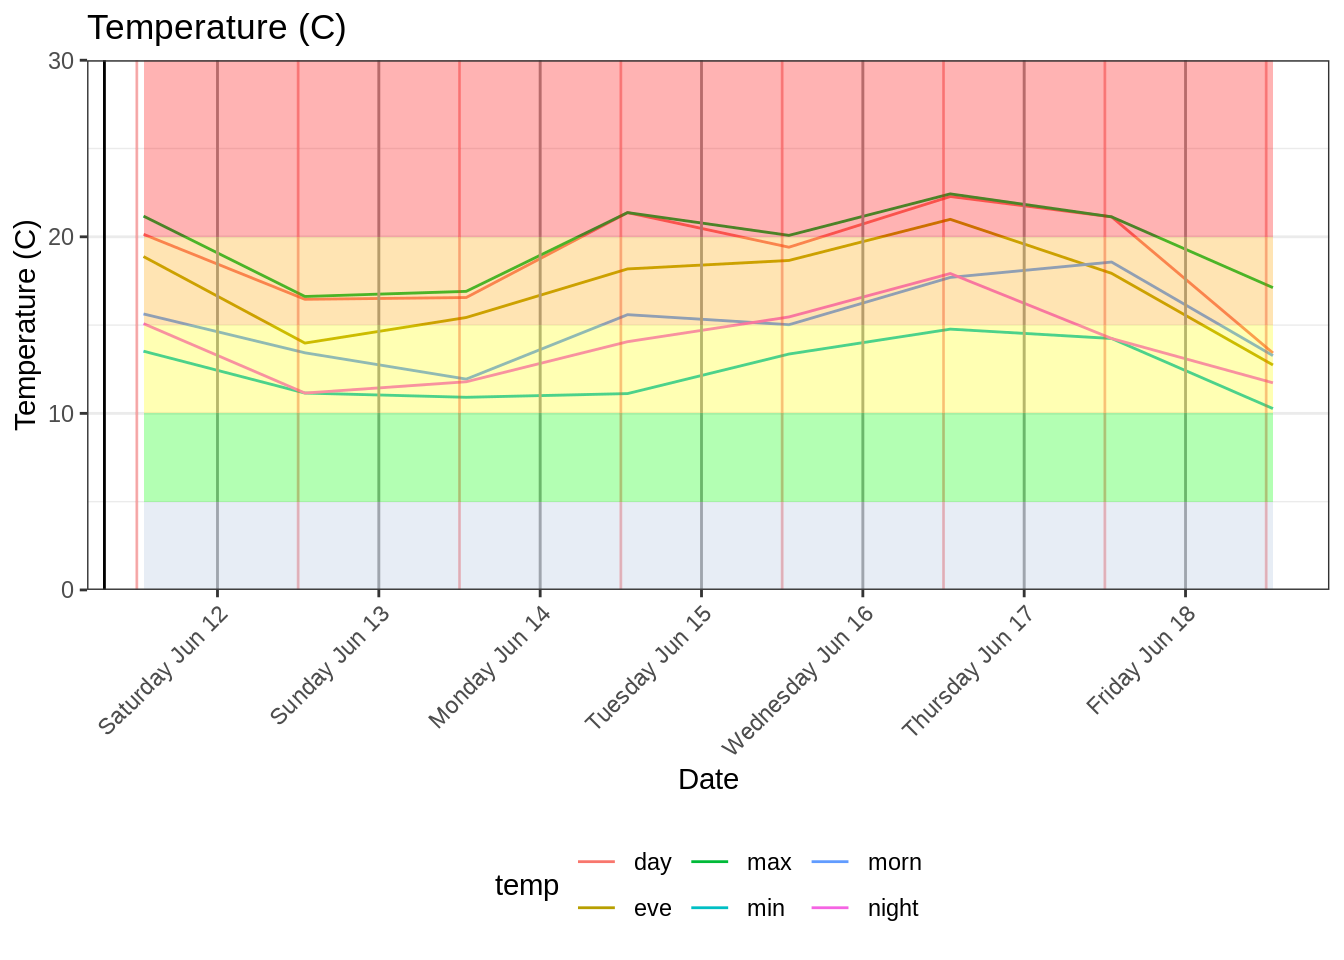 Temperature (C)
30
20
10
0
Temperature (C)
Saturday Jun 12
Sunday Jun 13
Monday Jun 14
Tuesday Jun 15
Wednesday Jun 16
Thursday Jun 17
Friday Jun 18
Date
temp
day max morn
eve min night